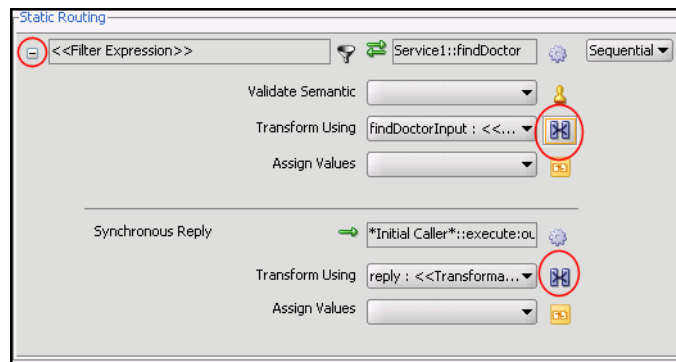 Static Routing
<<Filter Expression>> Service1::findDoctor Sequential
Validate Semantic
Transform Using findDoctorInput : <<...
Assign Values
Synchronous Reply *Initial Caller*::execute:ou
Transform Using reply : <<Transforma...
Assign Values